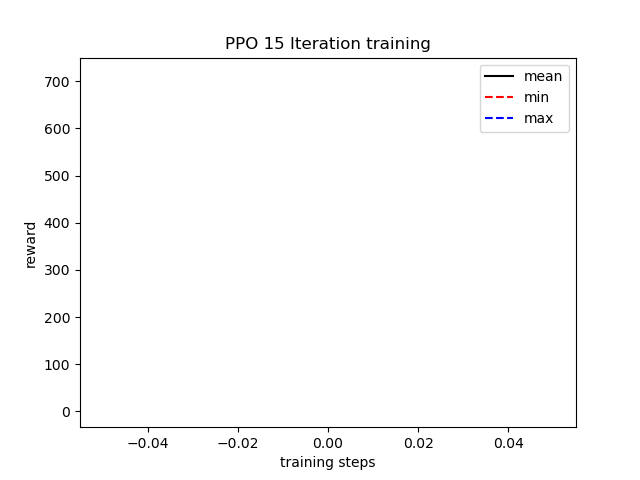 PPO 15 Iteration training
mean
min
max
700
600
500
400
300
200
100
0
reward
−0.04 −0.02 0.00 0.02 0.04
training steps